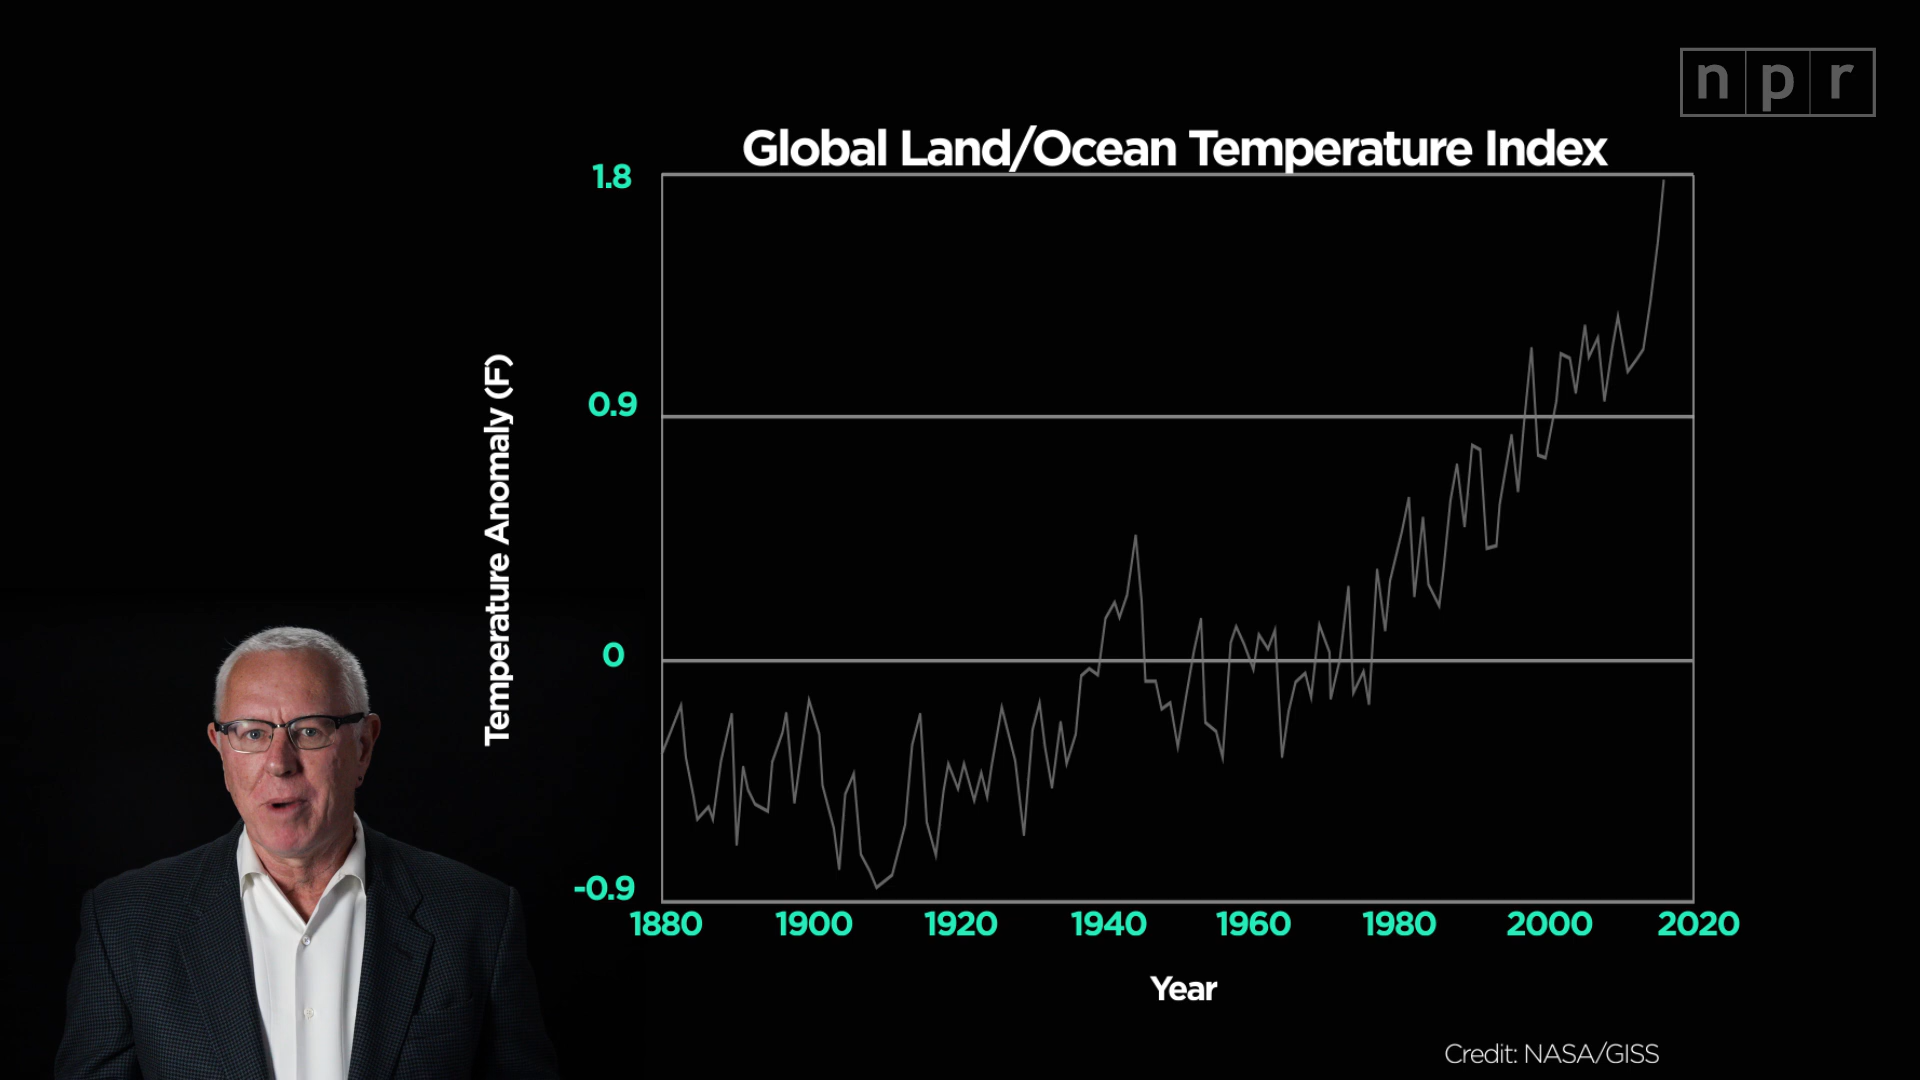 npr
Global Land/Ocean Temperature Index
1.8
0.9
0
-0.9
Temperature Anomaly (F)
1880 1900 1920 1940 1960 1980 2000 2020
Year
Credit: NASA/GISS